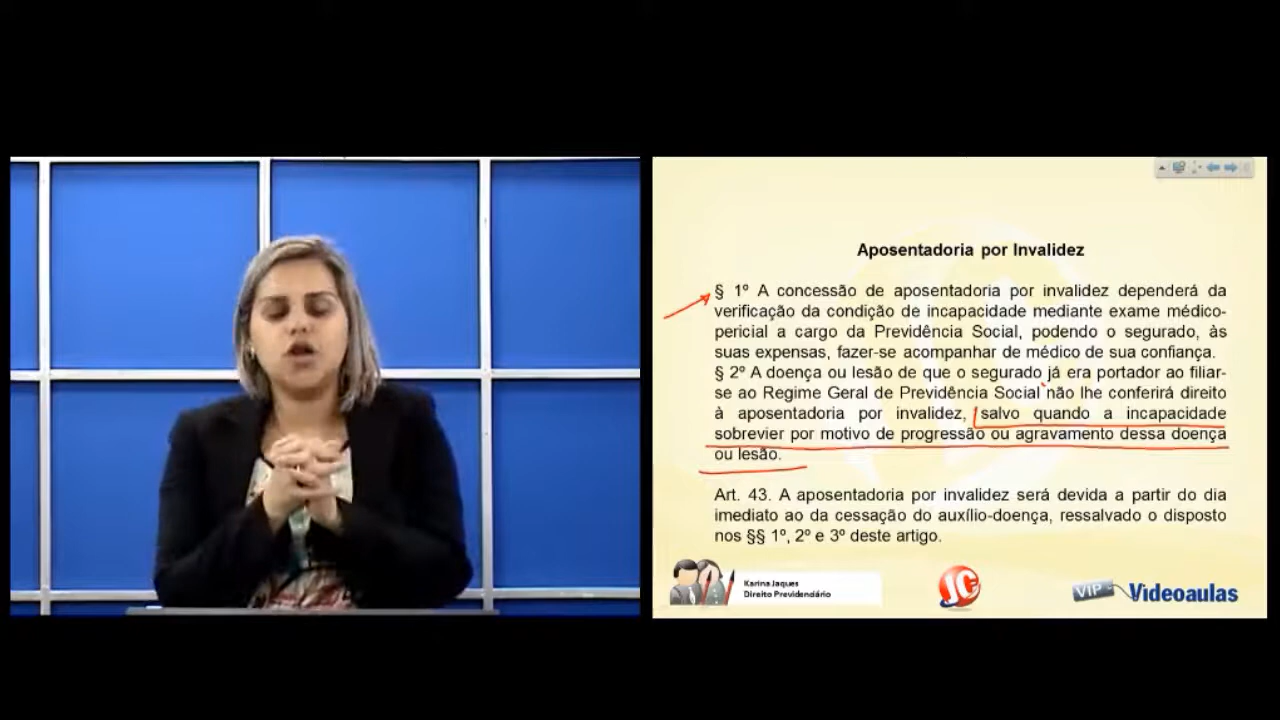 Aposentadoria por Invalidez
§ 1º A concessão de aposentadoria por invalidez dependerá da
verificação da condição de incapacidade mediante exame médico-
pericial a cargo da Previdência Social, podendo o segurado, às
suas expensas, fazer-se acompanhar de médico de sua confiança.
§ 2º A doença ou lesão de que o segurado já era portador ao filiar-
se ao Regime Geral de Previdência Social não lhe conferirá direito
à aposentadoria por invalidez, salvo quando a incapacidade
sobrevier por motivo de progressão ou agravamento dessa doença
ou lesão.
Art. 43. A aposentadoria por invalidez será devida a partir do dia
imediato ao da cessação do auxílio-doença, ressalvado o disposto
nos §§ 1º, 2º e 3º deste artigo.
Karina Jaques
Direito Previdenciário
JC
VIP Videoaulas